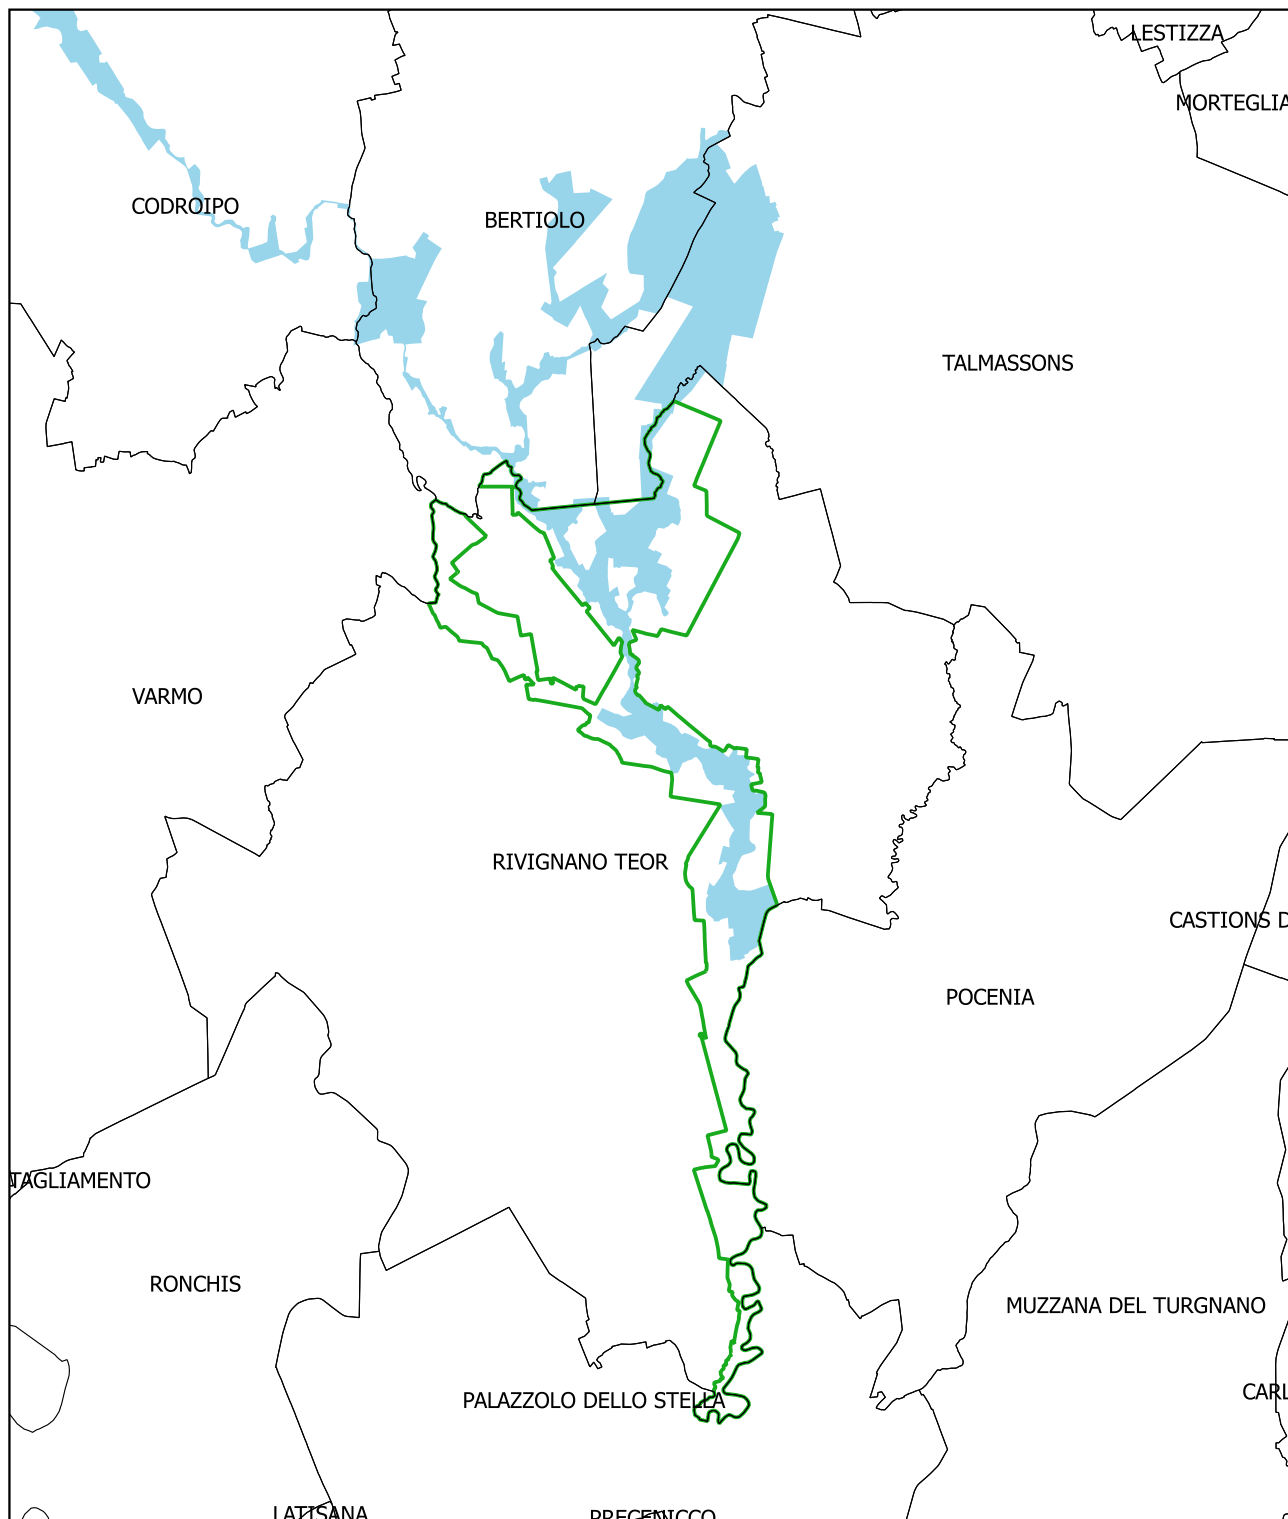 LESTIZZA
MORTEGLIA
CODROIPO
BERTIOLO
TALMASSONS
VARMO
RIVIGNANO TEOR
CASTIONS D
POCENIA
TAGLIAMENTO
RONCHIS
MUZZANA DEL TURGNANO
CARL
PALAZZOLO DELLO STELLA
LATISANA
PRECENICCO